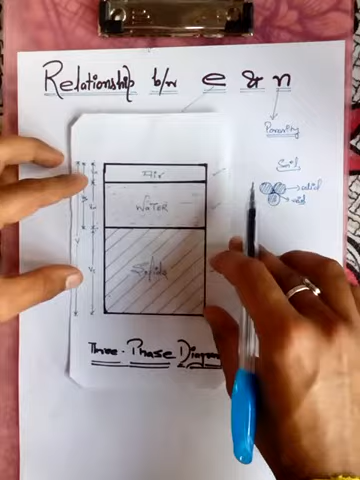 Relationship b/w e & n
Porosity
Soil
solid
void
Air
Water
Solids
Three-Phase Diagram